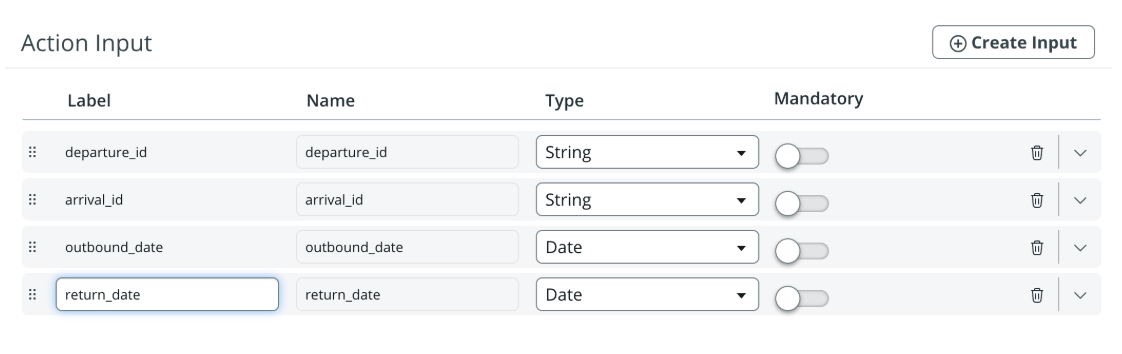 Action Input
Create Input
Label Name Type Mandatory
departure_id departure_id String
arrival_id arrival_id String
outbound_date outbound_date Date
return_date return_date Date